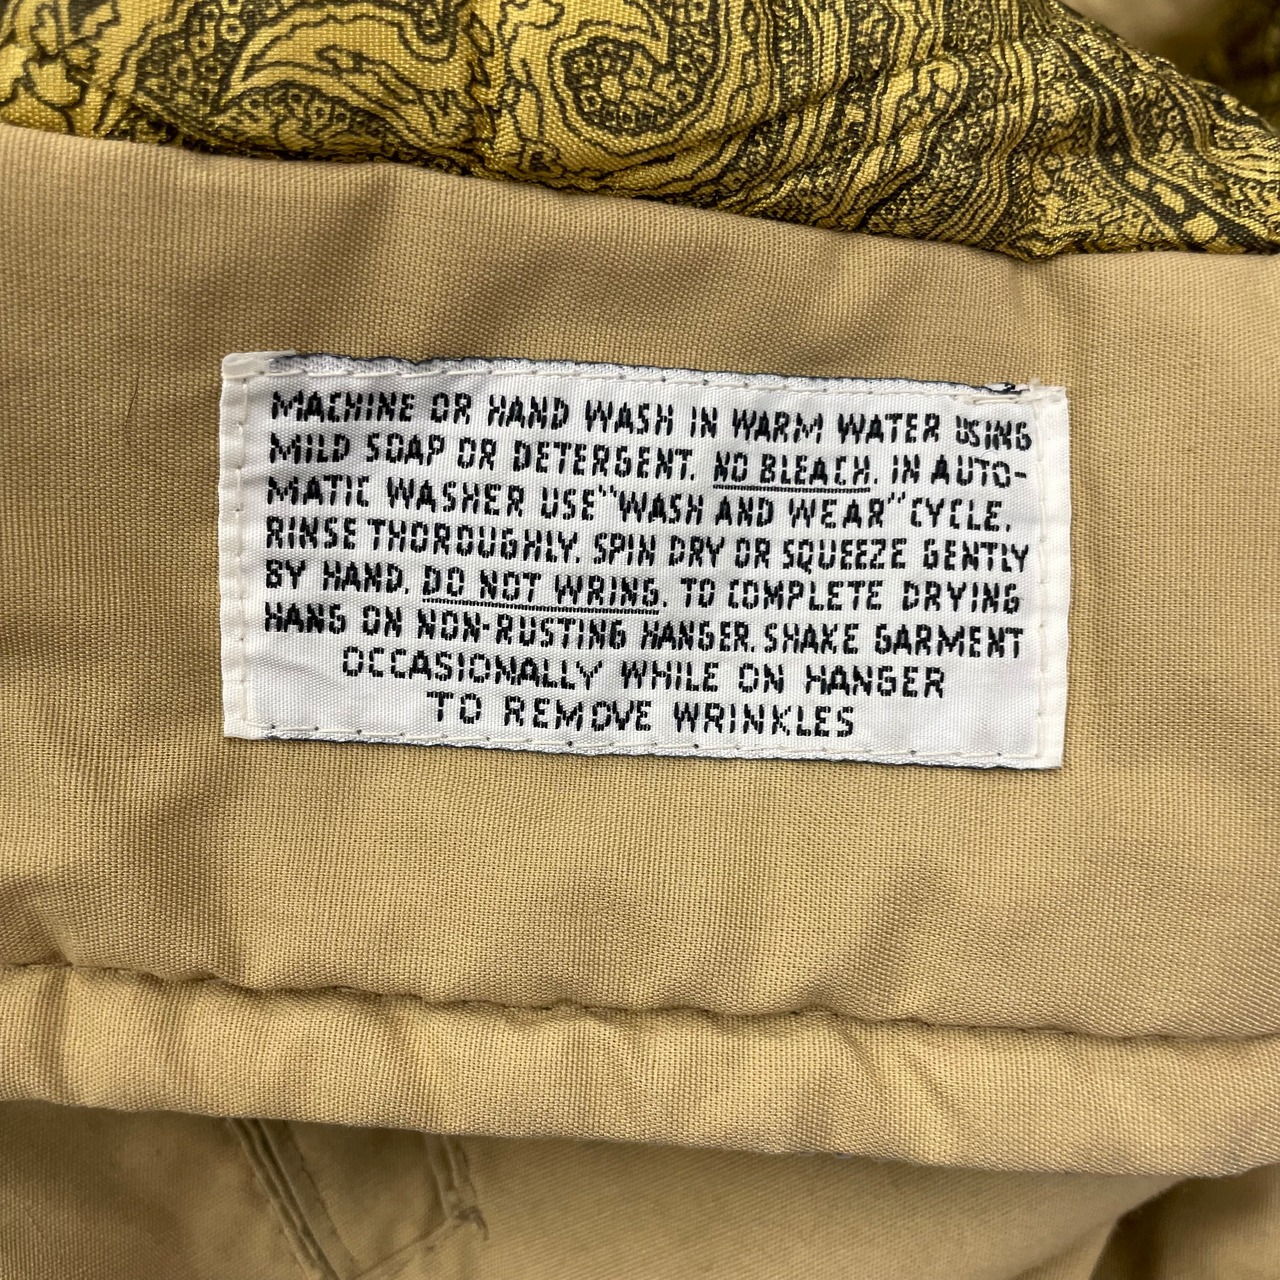 MACHINE OR HAND WASH IN WARM WATER USING
MILD SOAP OR DETERGENT. NO BLEACH. IN AUTO-
MATIC WASHER USE "WASH AND WEAR" CYCLE.
RINSE THOROUGHLY. SPIN DRY OR SQUEEZE GENTLY
BY HAND. DO NOT WRING. TO COMPLETE DRYING
HANG ON NON-RUSTING HANGER. SHAKE GARMENT
OCCASIONALLY WHILE ON HANGER
TO REMOVE WRINKLES